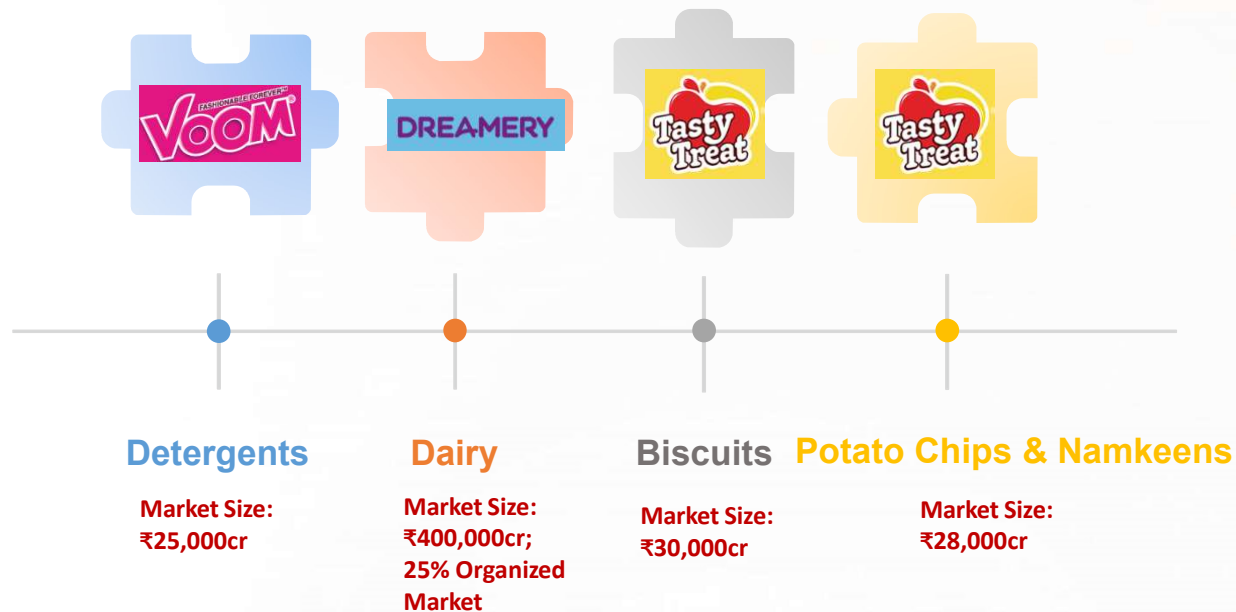 FASHIONABLE FOREVER™
VOOM®
DREAMERY
Tasty
Treat
Tasty
Treat
Detergents
Dairy
Biscuits
Potato Chips & Namkeens
Market Size:
₹25,000cr
Market Size:
₹400,000cr;
25% Organized
Market
Market Size:
₹30,000cr
Market Size:
₹28,000cr